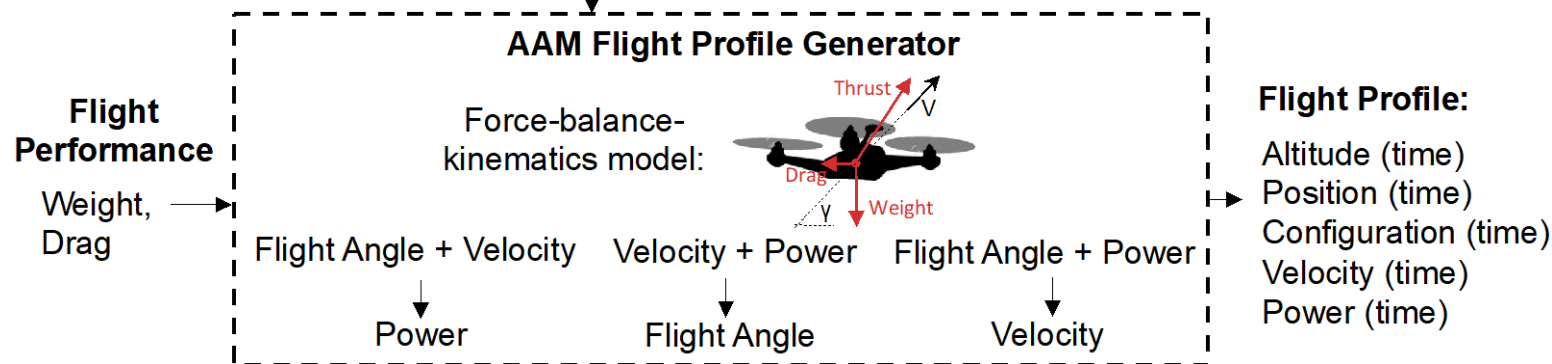 AAM Flight Profile Generator
Flight
Performance
Weight,
Drag
Force-balance-
kinematics model:
Thrust
V
Drag
Weight
γ
Flight Angle + Velocity
Velocity + Power
Flight Angle + Power
Power
Flight Angle
Velocity
Flight Profile:
Altitude (time)
Position (time)
Configuration (time)
Velocity (time)
Power (time)